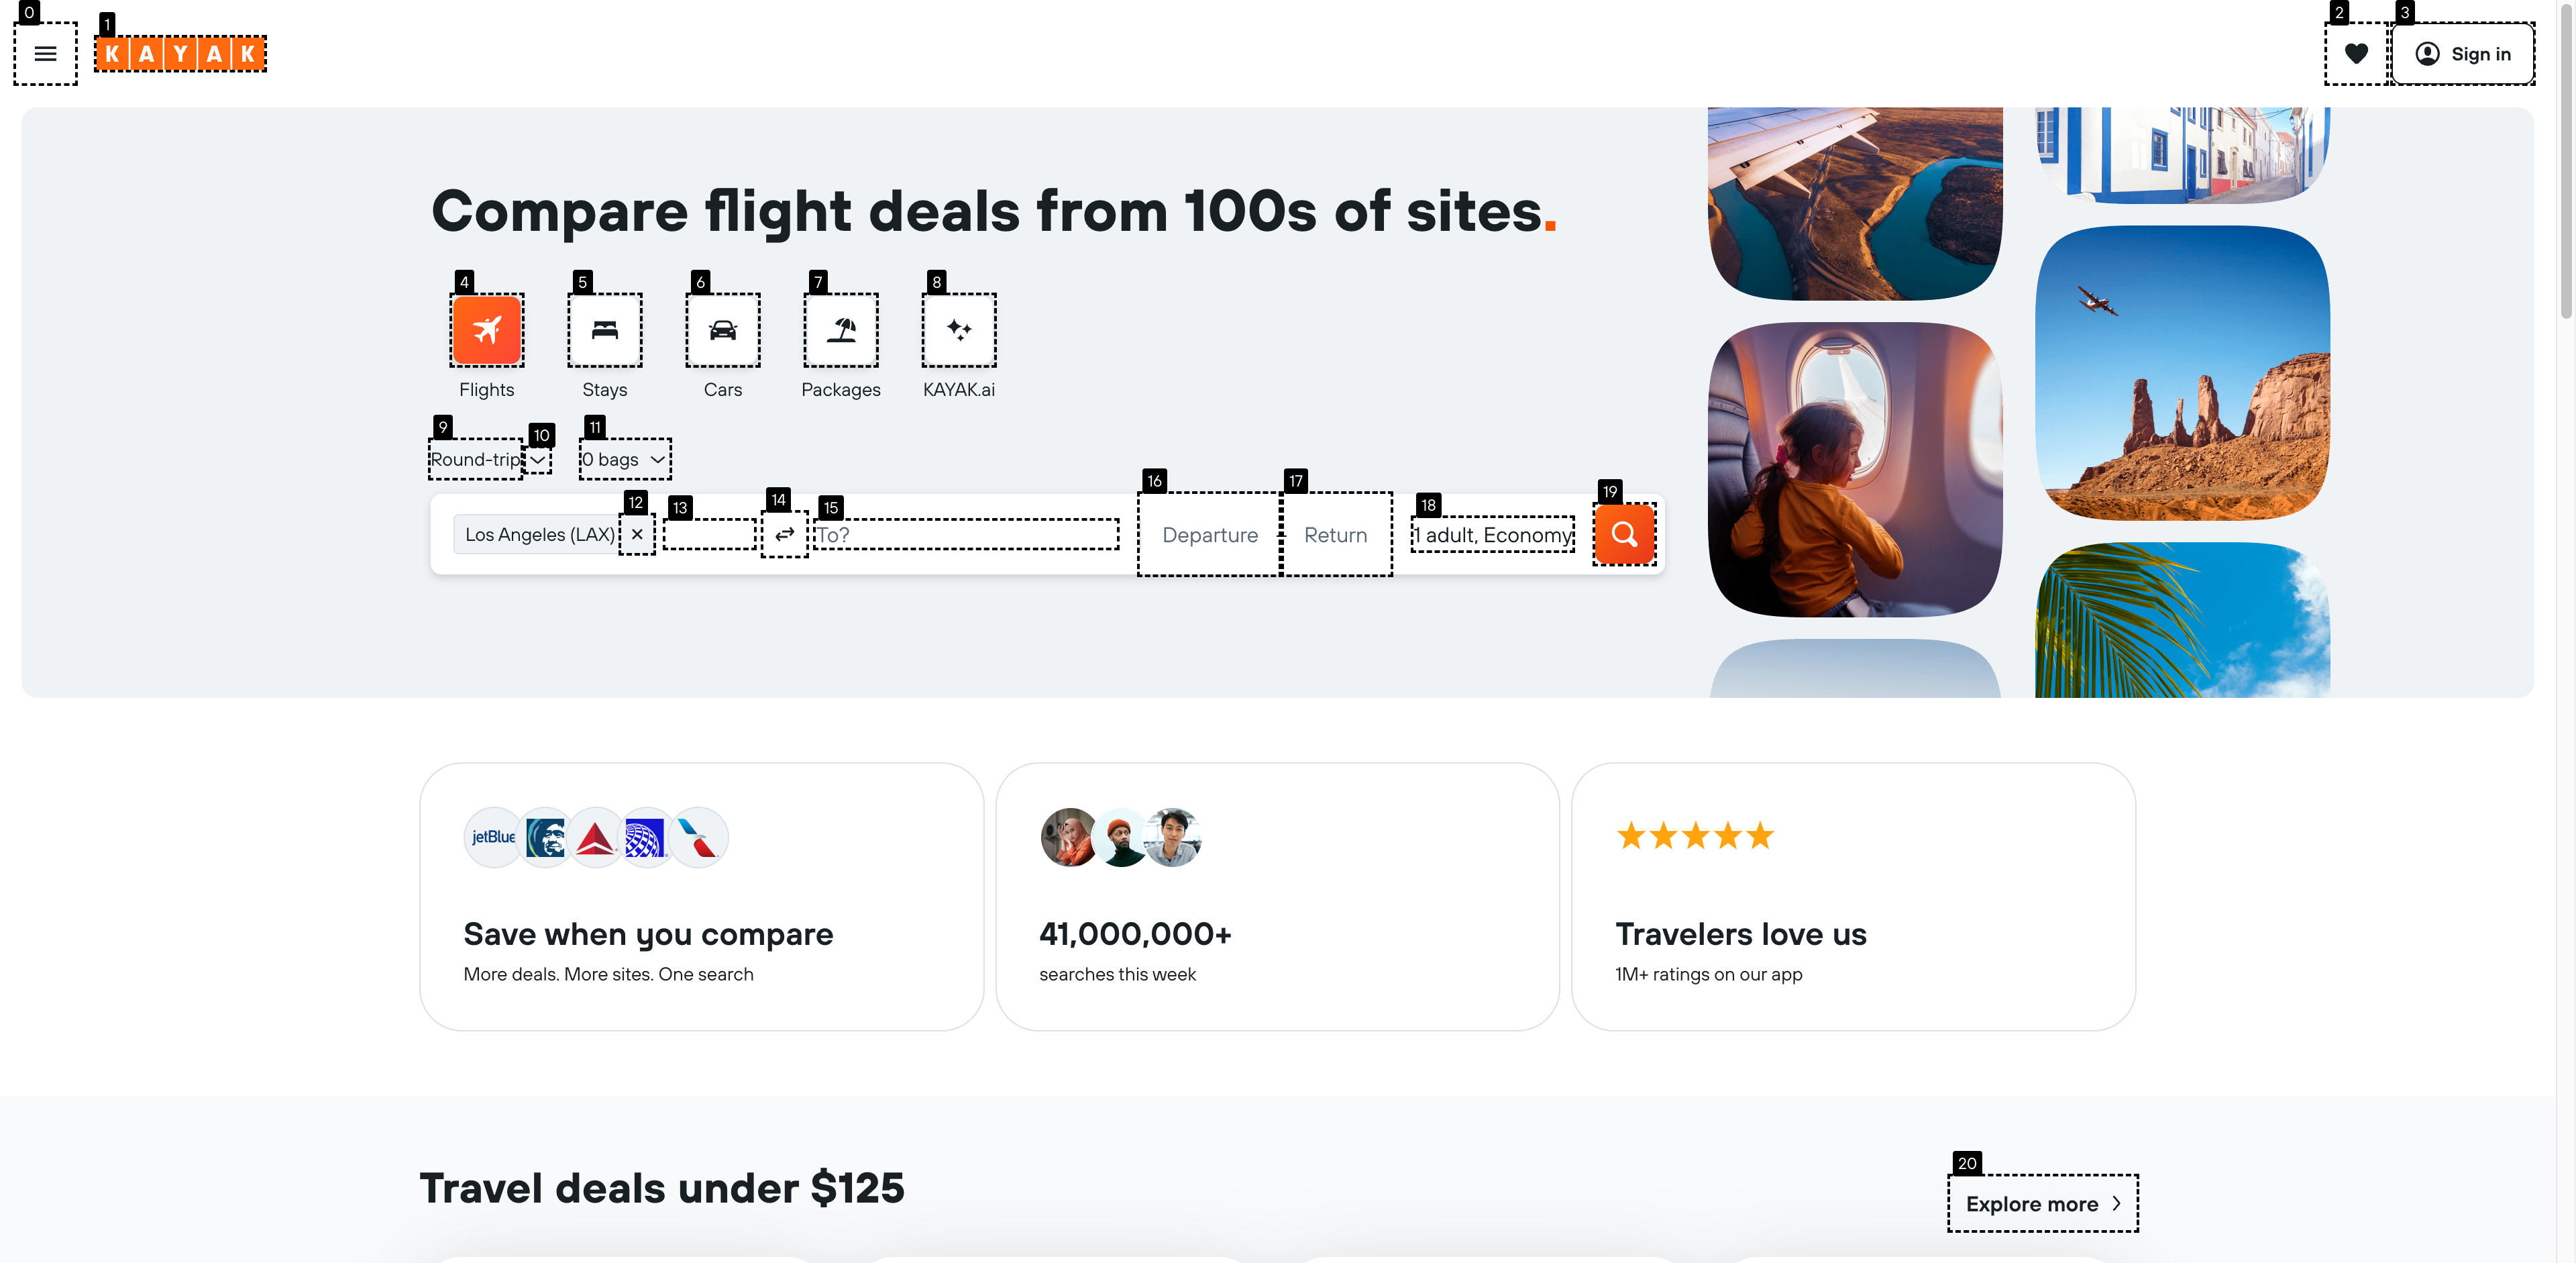 0
1
KAYAK
2
3
Sign in
Compare flight deals from 100s of sites.
4
5
6
7
8
Flights
Stays
Cars
Packages
KAYAK.ai
9
10
11
Round-trip
0 bags
12
13
14
15
16
17
18
19
Los Angeles (LAX)
To?
Departure
Return
1 adult, Economy
jetBlue
Save when you compare
More deals. More sites. One search
41,000,000+
searches this week
Travelers love us
1M+ ratings on our app
Travel deals under $125
20
Explore more